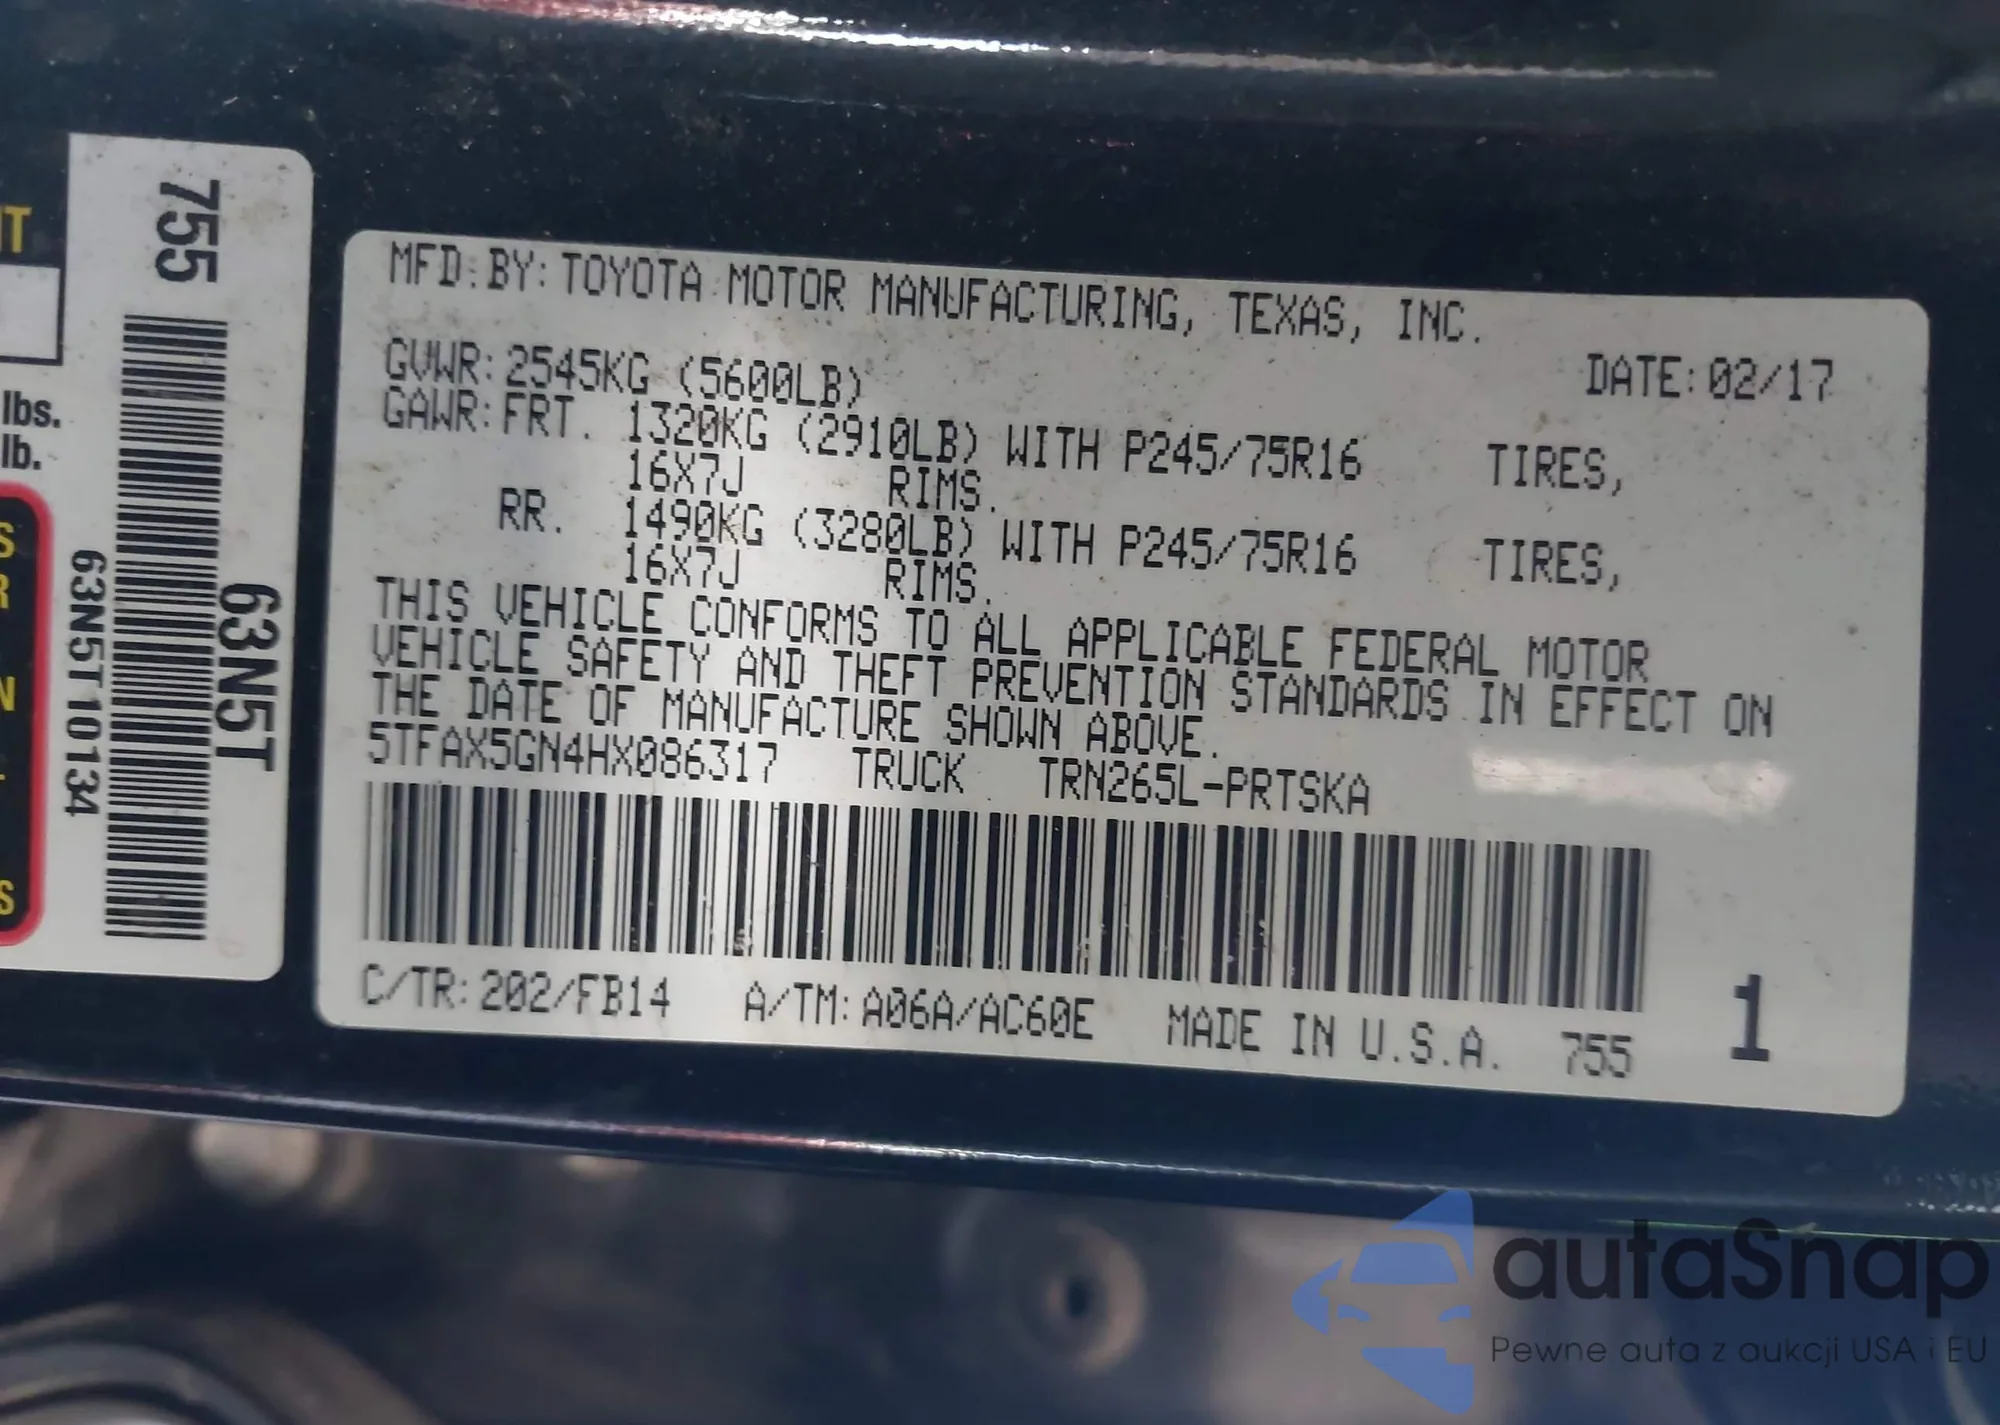 MFD. BY: TOYOTA MOTOR MANUFACTURING, TEXAS, INC.
GVWR: 2545KG (5600LB) DATE: 02/17
GAWR: FRT. 1320KG (2910LB) WITH P245/75R16 TIRES,
16X7J RIMS.
RR. 1490KG (3280LB) WITH P245/75R16 TIRES,
16X7J RIMS.
THIS VEHICLE CONFORMS TO ALL APPLICABLE FEDERAL MOTOR
VEHICLE SAFETY AND THEFT PREVENTION STANDARDS IN EFFECT ON
THE DATE OF MANUFACTURE SHOWN ABOVE.
5TFAX5GN4HX086317 TRUCK TRN265L-PRTSKA
C/TR: 202/FB14 A/TM: A06A/AC60E MADE IN U.S.A. 755
1
755
63N5T
63N5T10134
lbs.
lb.
autaSnap
Pewne auta z aukcji USA i EU